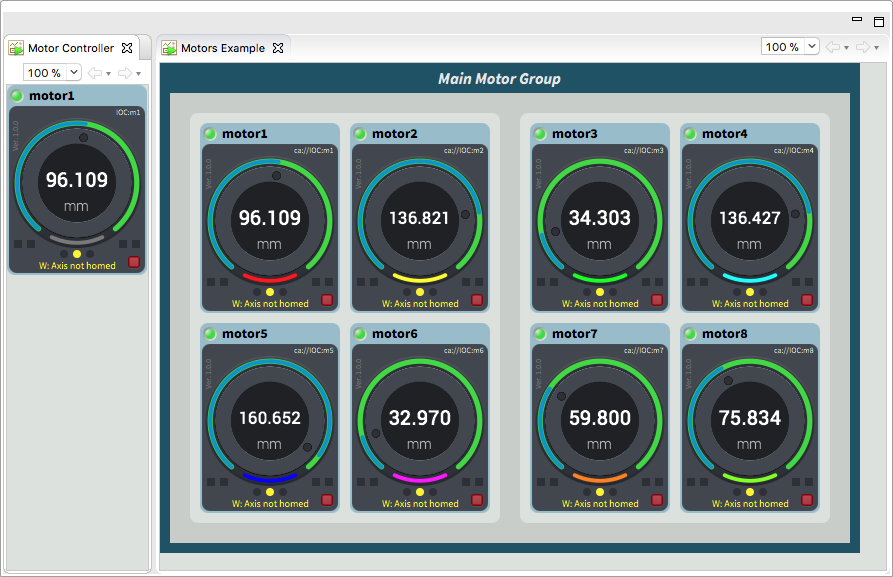 Motor Controller
Motors Example
100 %
100 %
motor1
IOC:m1
Ver. 1.0.0
96.109
mm
W: Axis not homed
Main Motor Group
motor1
ca://IOC:m1
Ver. 1.0.0
96.109
mm
W: Axis not homed
motor2
ca://IOC:m2
Ver. 1.0.0
136.821
mm
W: Axis not homed
motor3
ca://IOC:m3
Ver. 1.0.0
34.303
mm
W: Axis not homed
motor4
ca://IOC:m4
Ver. 1.0.0
136.427
mm
W: Axis not homed
motor5
ca://IOC:m5
Ver. 1.0.0
160.652
mm
W: Axis not homed
motor6
ca://IOC:m6
Ver. 1.0.0
32.970
mm
W: Axis not homed
motor7
ca://IOC:m7
Ver. 1.0.0
59.800
mm
W: Axis not homed
motor8
ca://IOC:m8
Ver. 1.0.0
75.834
mm
W: Axis not homed